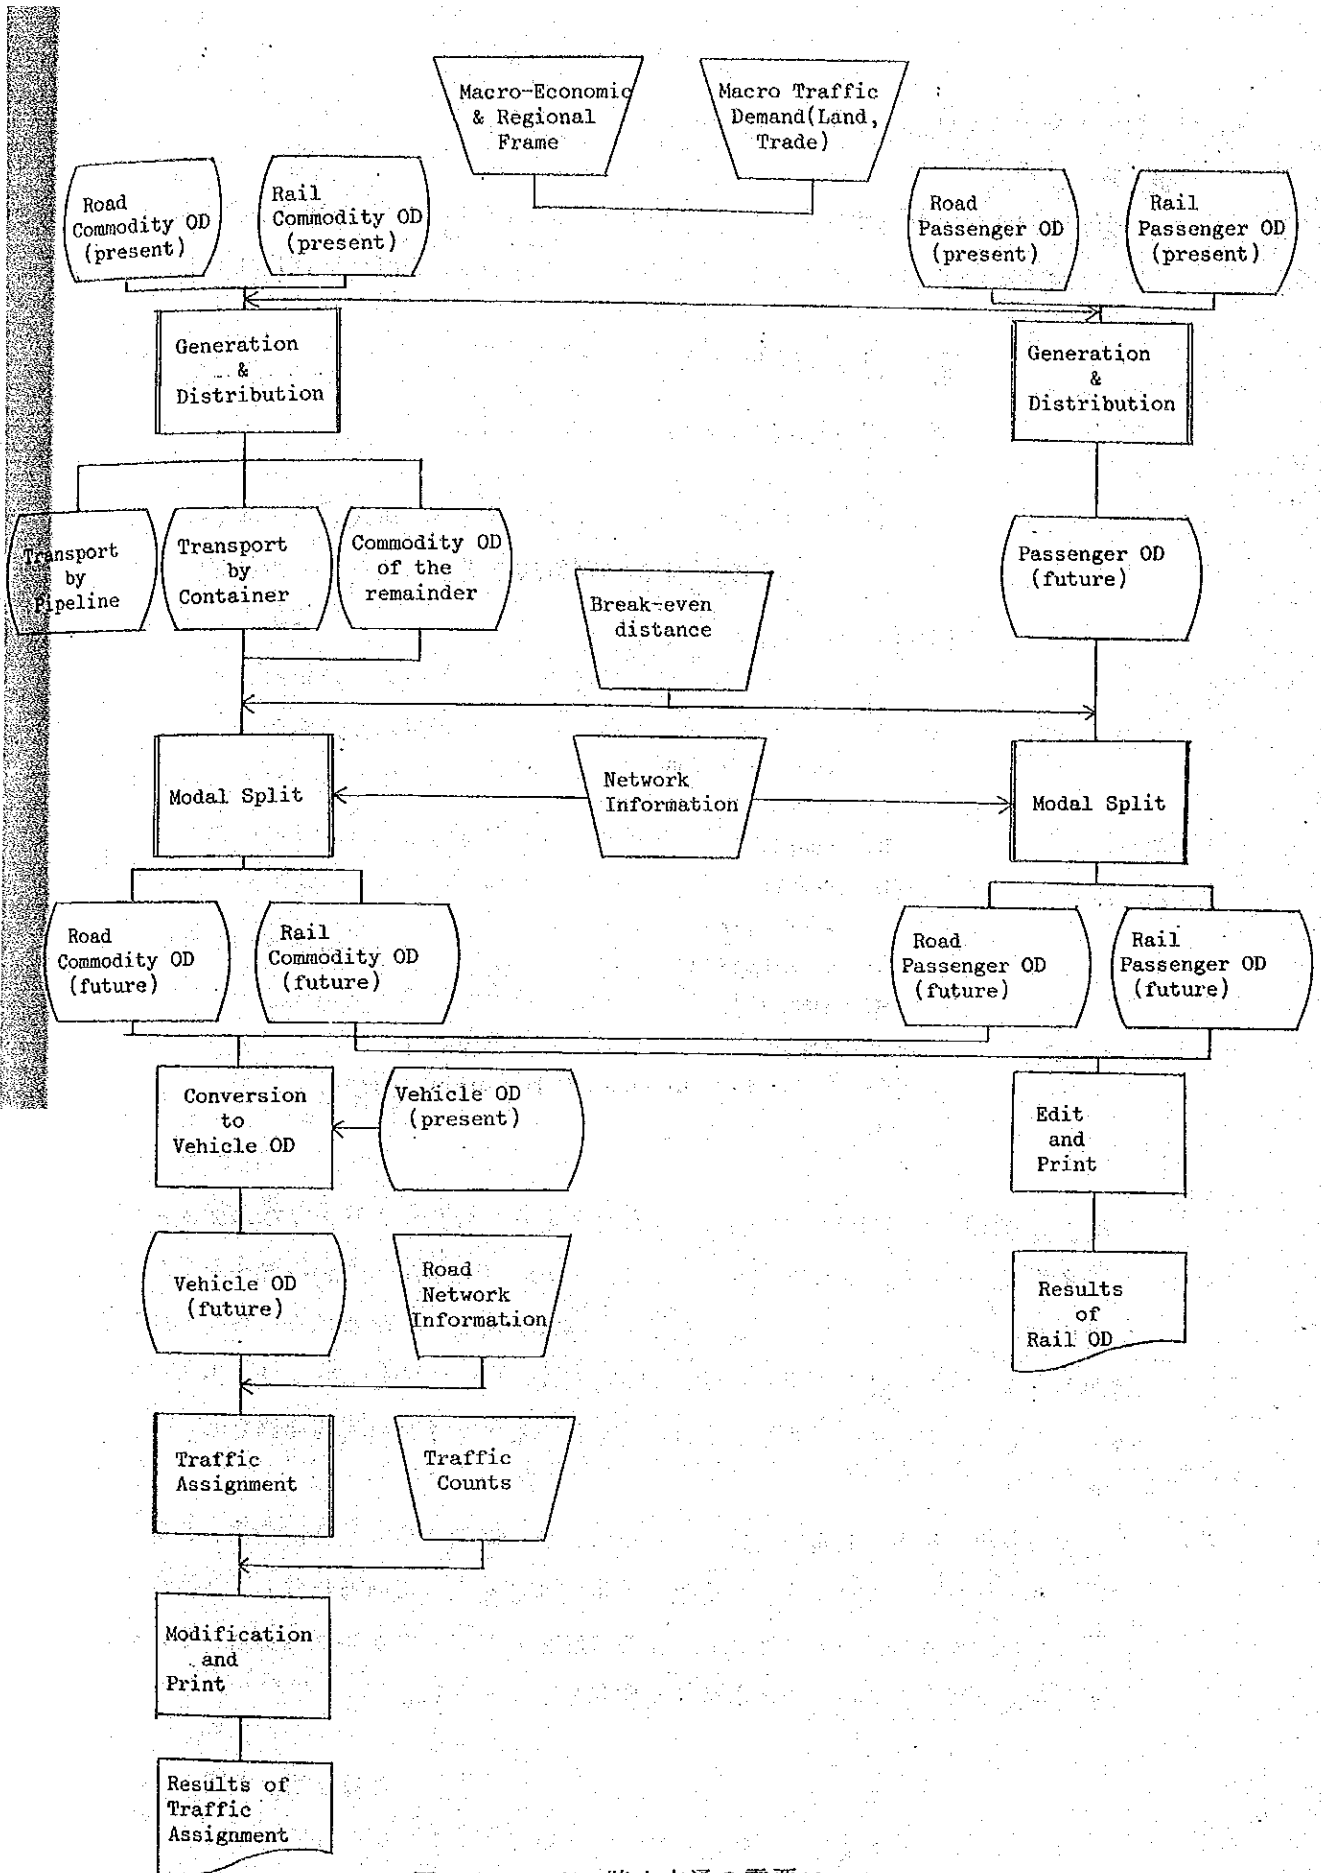 Macro-Economic
& Regional
Frame
Macro Traffic
Demand(Land,
Trade)
Road
Commodity OD
(present)
Rail
Commodity OD
(present)
Road
Passenger OD
(present)
Rail
Passenger OD
(present)
Generation
&
Distribution
Generation
&
Distribution
Transport
by
Pipeline
Transport
by
Container
Commodity OD
of the
remainder
Passenger OD
(future)
Break-even
distance
Modal Split
Network
Information
Modal Split
Road
Commodity OD
(future)
Rail
Commodity OD
(future)
Road
Passenger OD
(future)
Rail
Passenger OD
(future)
Conversion
to
Vehicle OD
Vehicle OD
(present)
Edit
and
Print
Vehicle OD
(future)
Road
Network
Information
Results
of
Rail OD
Traffic
Assignment
Traffic
Counts
Modification
and
Print
Results of
Traffic
Assignment